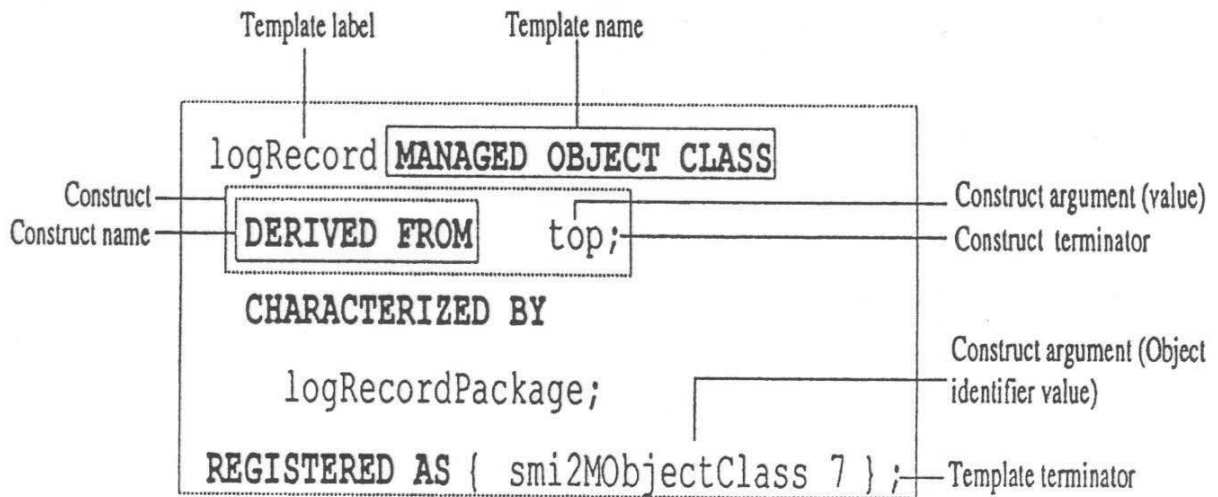 Template label
Template name
logRecord MANAGED OBJECT CLASS
Construct
Construct name
DERIVED FROM top;
Construct argument (value)
Construct terminator
CHARACTERIZED BY
logRecordPackage;
Construct argument (Object
identifier value)
REGISTERED AS { smi2MObjectClass 7 };
Template terminator